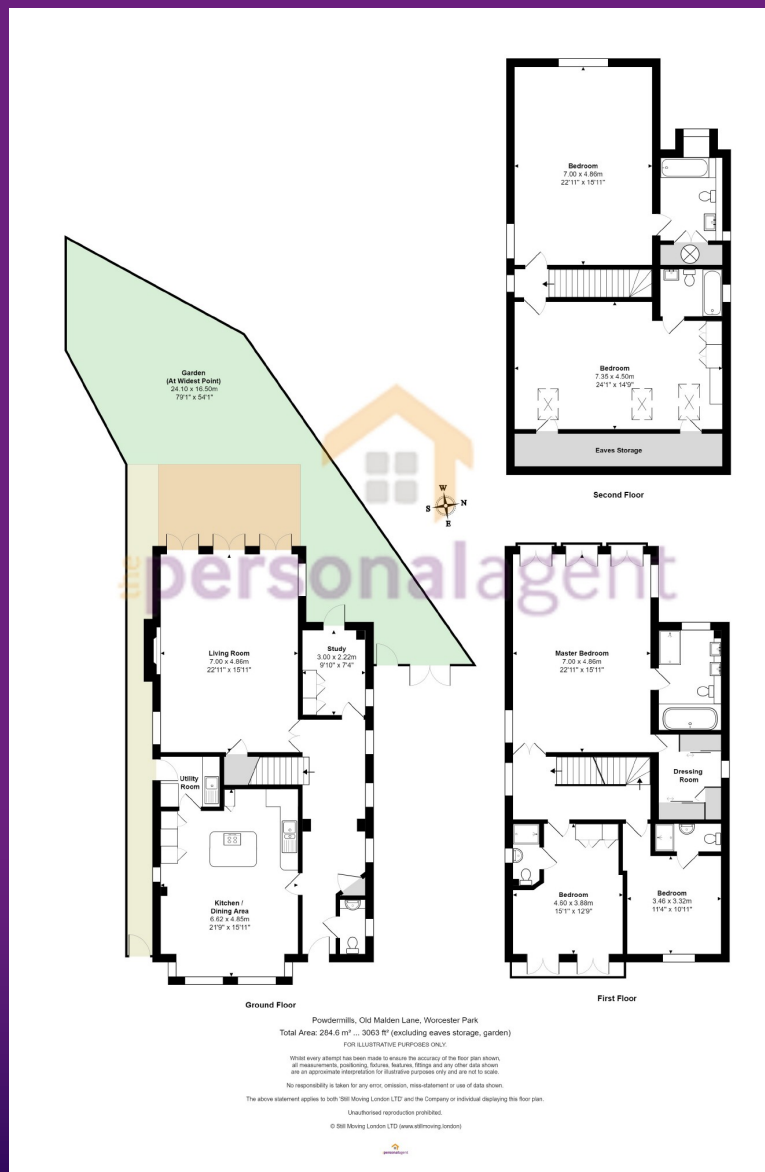 Bedroom
7.00 x 4.86m
22'11" x 15'11"
Bedroom
7.35 x 4.50m
24'1" x 14'9"
Eaves Storage
Second Floor
Garden
(At Widest Point)
24.10 x 16.50m
79'1" x 54'1"
W
S N
E
the personalagent
Living Room
7.00 x 4.86m
22'11" x 15'11"
Study
3.00 x 2.22m
9'10" x 7'4"
Utility
Room
Kitchen /
Dining Area
6.62 x 4.85m
21'9" x 15'11"
Ground Floor
Master Bedroom
7.00 x 4.86m
22'11" x 15'11"
Dressing
Room
Bedroom
4.60 x 3.88m
15'1" x 12'9"
Bedroom
3.46 x 3.32m
11'4" x 10'11"
First Floor
Powdermills, Old Malden Lane, Worcester Park
Total Area: 284.6 m² ... 3063 ft² (excluding eaves storage, garden)
FOR ILLUSTRATIVE PURPOSES ONLY.
Whilst every attempt has been made to ensure the accuracy of the floor plan shown,
all measurements, positioning, fixtures, features, fittings and any other data shown
are an approximate interpretation for illustrative purposes only and are not to scale.
No responsibility is taken for any error, omission, miss-statement or use of data shown.
The above statement applies to both 'Still Moving London LTD' and the Company or individual displaying this floor plan.
Unauthorised reproduction prohibited.
© Still Moving London LTD (www.stillmoving.london)
personalagent